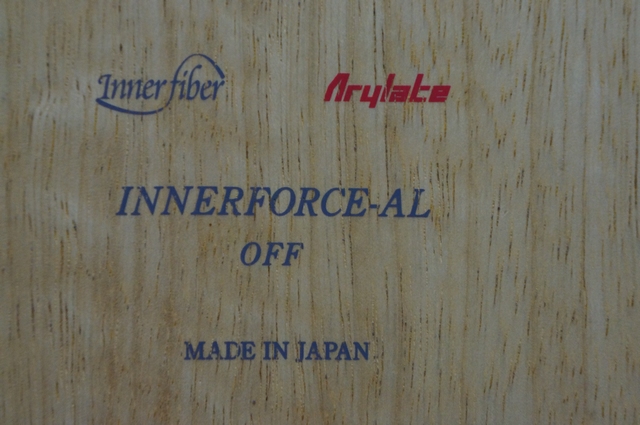 Innerfiber Arylate
INNERFORCE-AL
OFF
MADE IN JAPAN